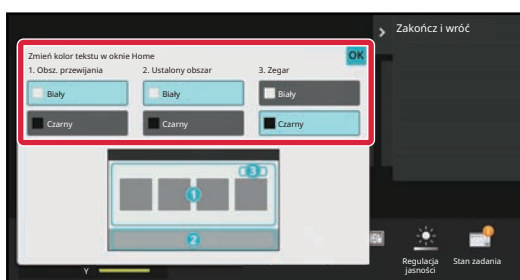 Zakończ i wróć
Zmień kolor tekstu w oknie Home
OK
1. Obsz. przewijania
2. Ustalony obszar
3. Zegar
Biały
Biały
Biały
Czarny
Czarny
Czarny
3
1
2
Regulacja
jasności
Stan zadania
Y